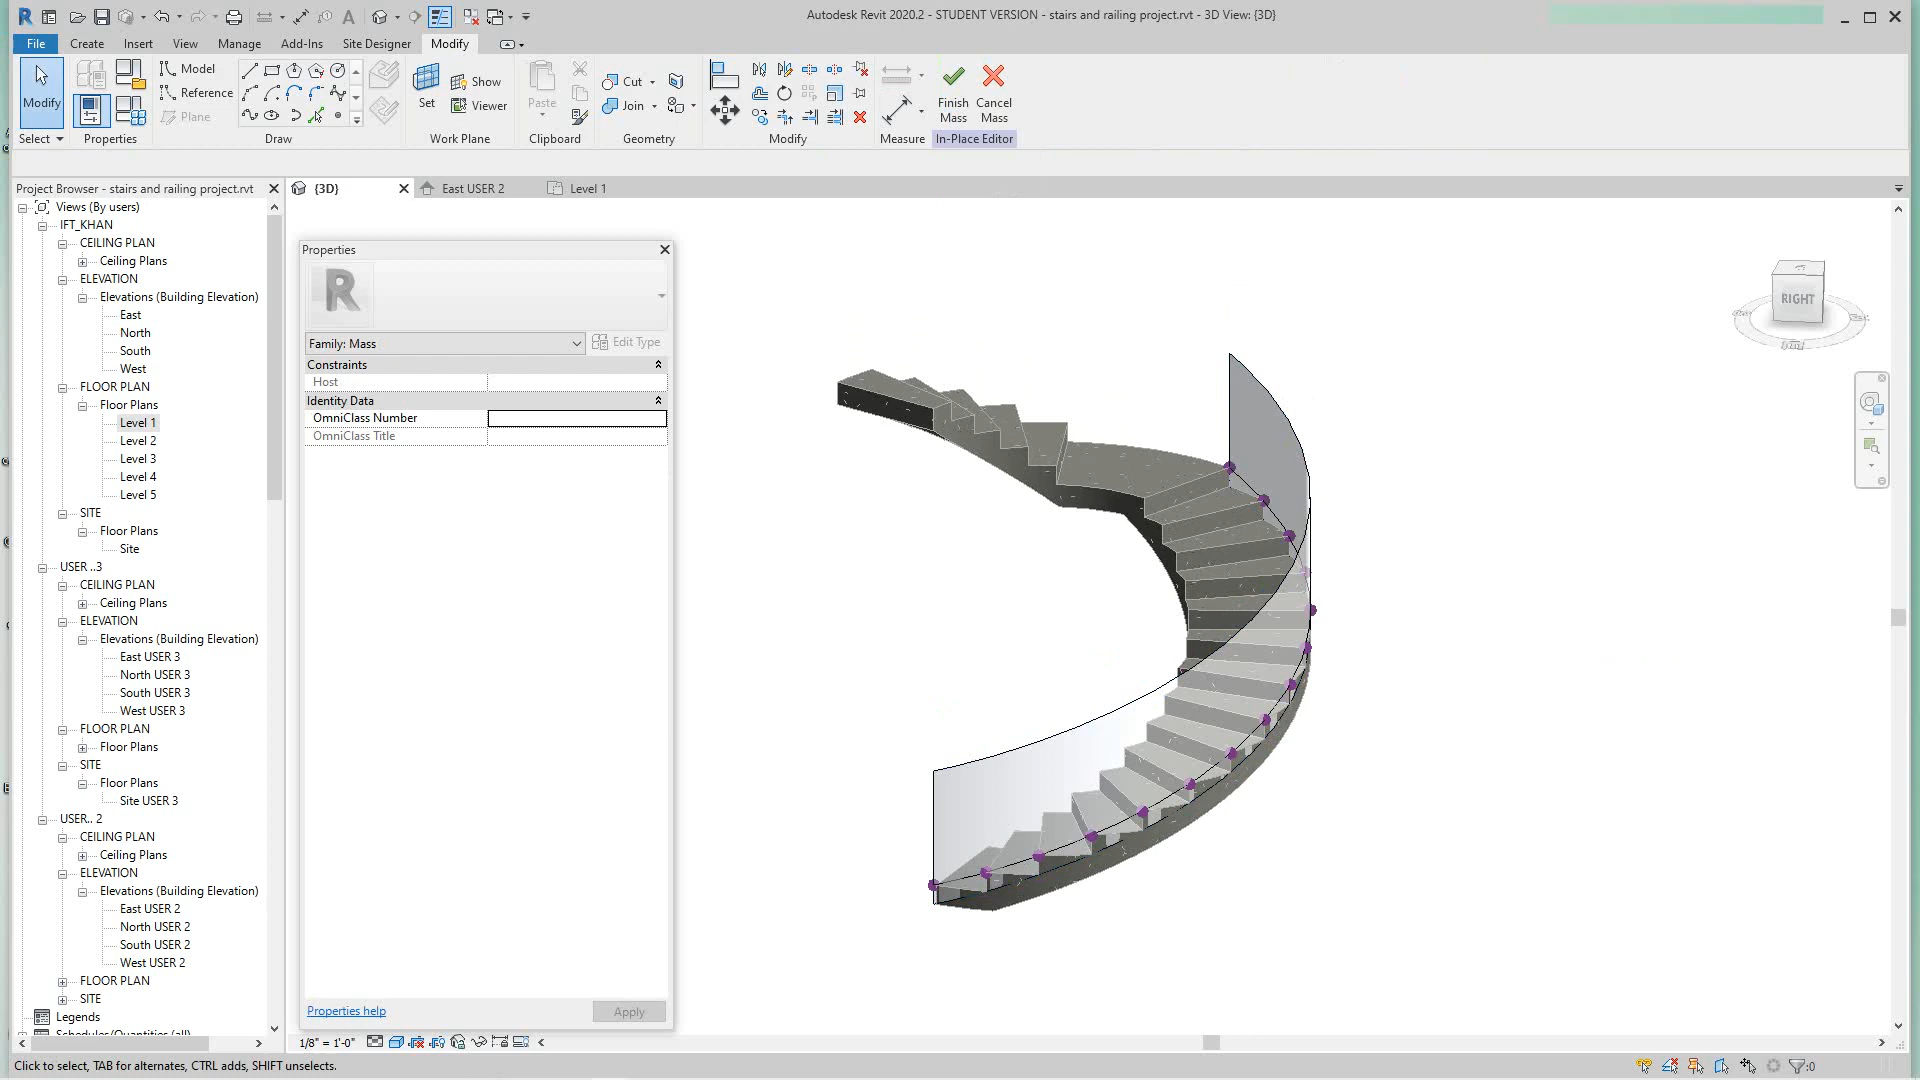 Autodesk Revit 2020.2 - STUDENT VERSION - stairs and railing project.rvt - 3D View: {3D}
File Create Insert View Manage Add-Ins Site Designer Modify
Modify
Model
Reference
Plane
Set
Show
Viewer
Paste
Cut
Join
Finish Mass
Cancel Mass
Select Properties Draw Work Plane Clipboard Geometry Modify Measure In-Place Editor
Project Browser - stairs and railing project.rvt
{3D}
East USER 2
Level 1
Views (By users)
IFT_KHAN
CEILING PLAN
Ceiling Plans
ELEVATION
Elevations (Building Elevation)
East
North
South
West
FLOOR PLAN
Floor Plans
Level 1
Level 2
Level 3
Level 4
Level 5
SITE
Floor Plans
Site
USER ..3
CEILING PLAN
Ceiling Plans
ELEVATION
Elevations (Building Elevation)
East USER 3
North USER 3
South USER 3
West USER 3
FLOOR PLAN
Floor Plans
SITE
Floor Plans
Site USER 3
USER.. 2
CEILING PLAN
Ceiling Plans
ELEVATION
Elevations (Building Elevation)
East USER 2
North USER 2
South USER 2
West USER 2
FLOOR PLAN
SITE
Legends
Schedules/Quantities (all)
Properties
Family: Mass
Edit Type
Constraints
Host
Identity Data
OmniClass Number
OmniClass Title
Properties help
Apply
RIGHT
1/8" = 1'-0"
Click to select, TAB for alternates, CTRL adds, SHIFT unselects.
:0